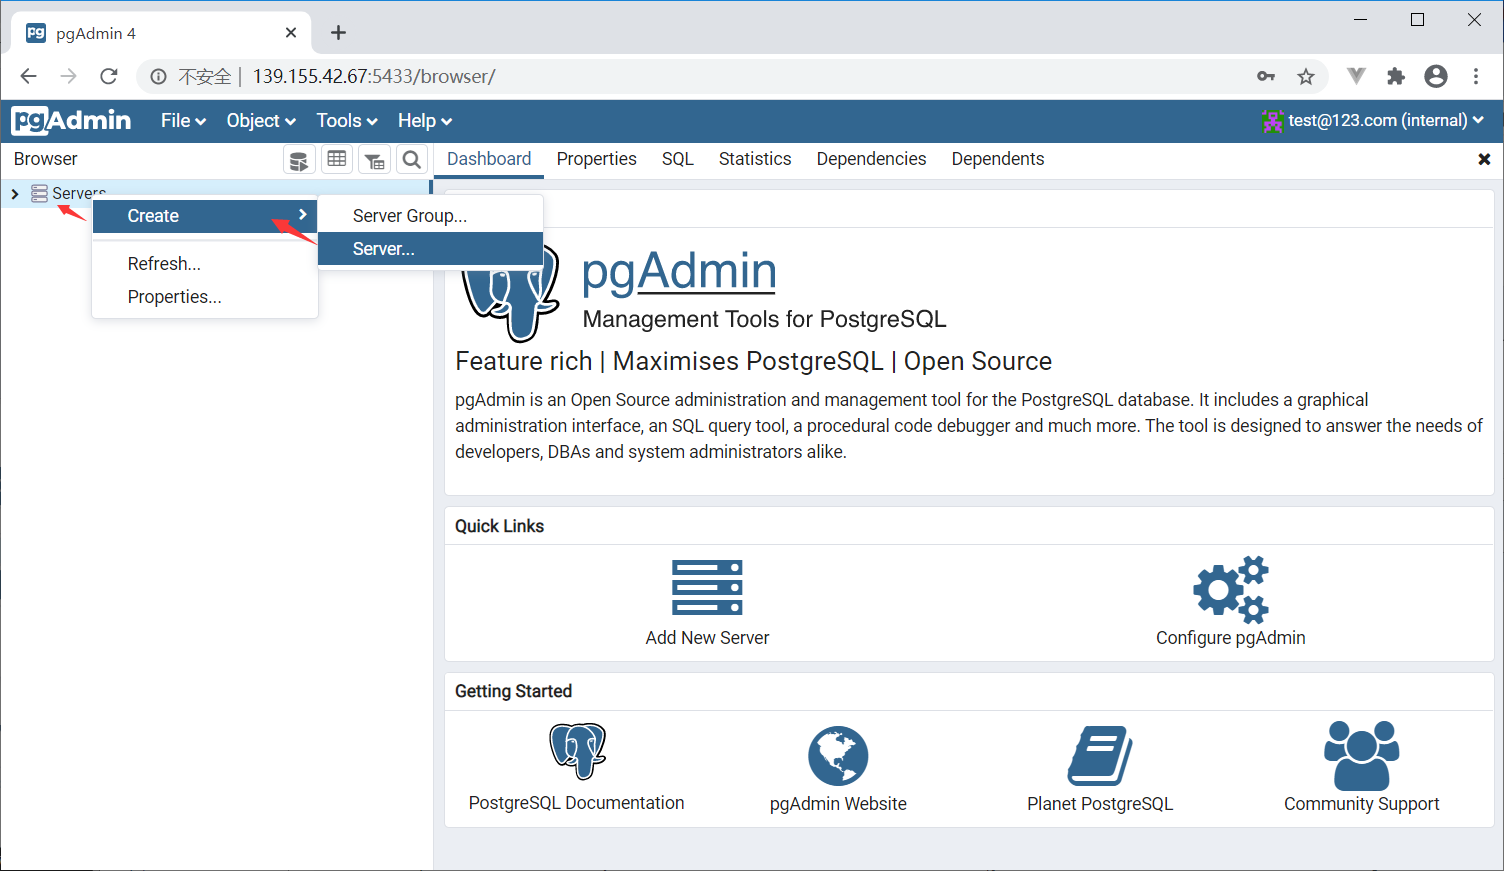 pgAdmin 4
不安全 | 139.155.42.67:5433/browser/
pgAdmin File Object Tools Help test@123.com (internal)
Browser Dashboard Properties SQL Statistics Dependencies Dependents
Servers
Create
Server Group...
Server...
Refresh...
Properties...
pgAdmin
Management Tools for PostgreSQL
Feature rich | Maximises PostgreSQL | Open Source
pgAdmin is an Open Source administration and management tool for the PostgreSQL database. It includes a graphical
administration interface, an SQL query tool, a procedural code debugger and much more. The tool is designed to answer the needs of
developers, DBAs and system administrators alike.
Quick Links
Add New Server
Configure pgAdmin
Getting Started
PostgreSQL Documentation
pgAdmin Website
Planet PostgreSQL
Community Support